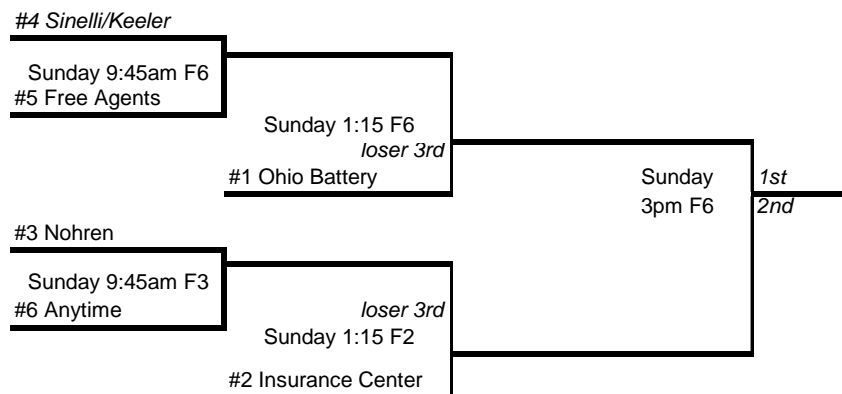 #4 Sinelli/Keeler
Sunday 9:45am F6
#5 Free Agents
Sunday 1:15 F6
loser 3rd
#1 Ohio Battery
Sunday
3pm F6
1st
2nd
#3 Nohren
Sunday 9:45am F3
#6 Anytime
loser 3rd
Sunday 1:15 F2
#2 Insurance Center